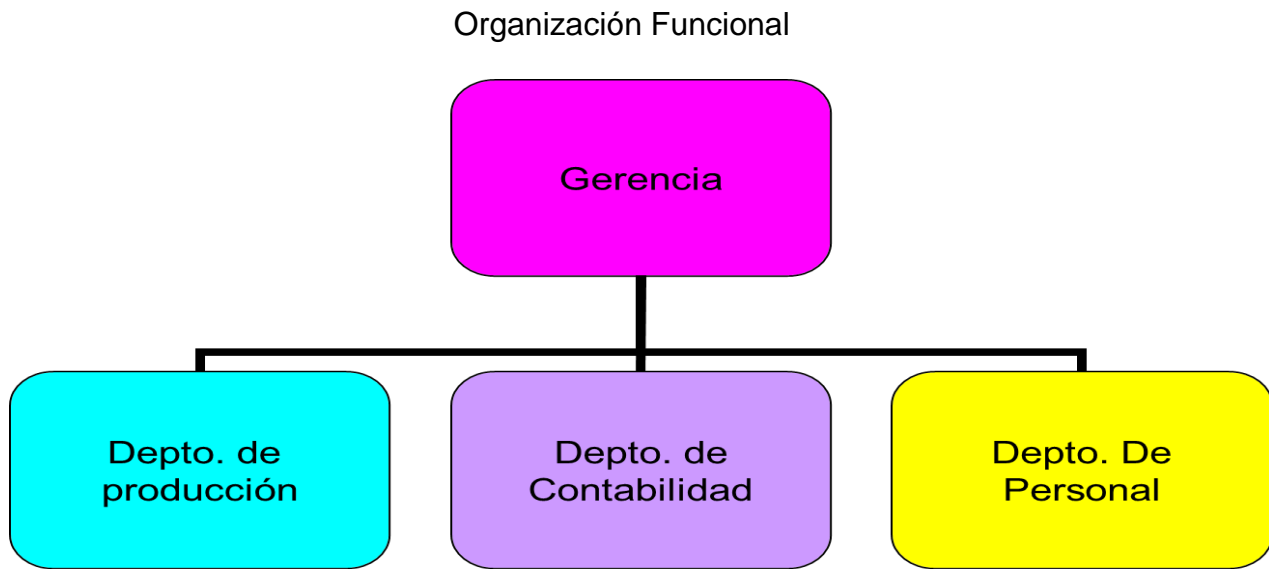 Organización Funcional
Gerencia
Depto. de
producción
Depto. de
Contabilidad
Depto. De
Personal